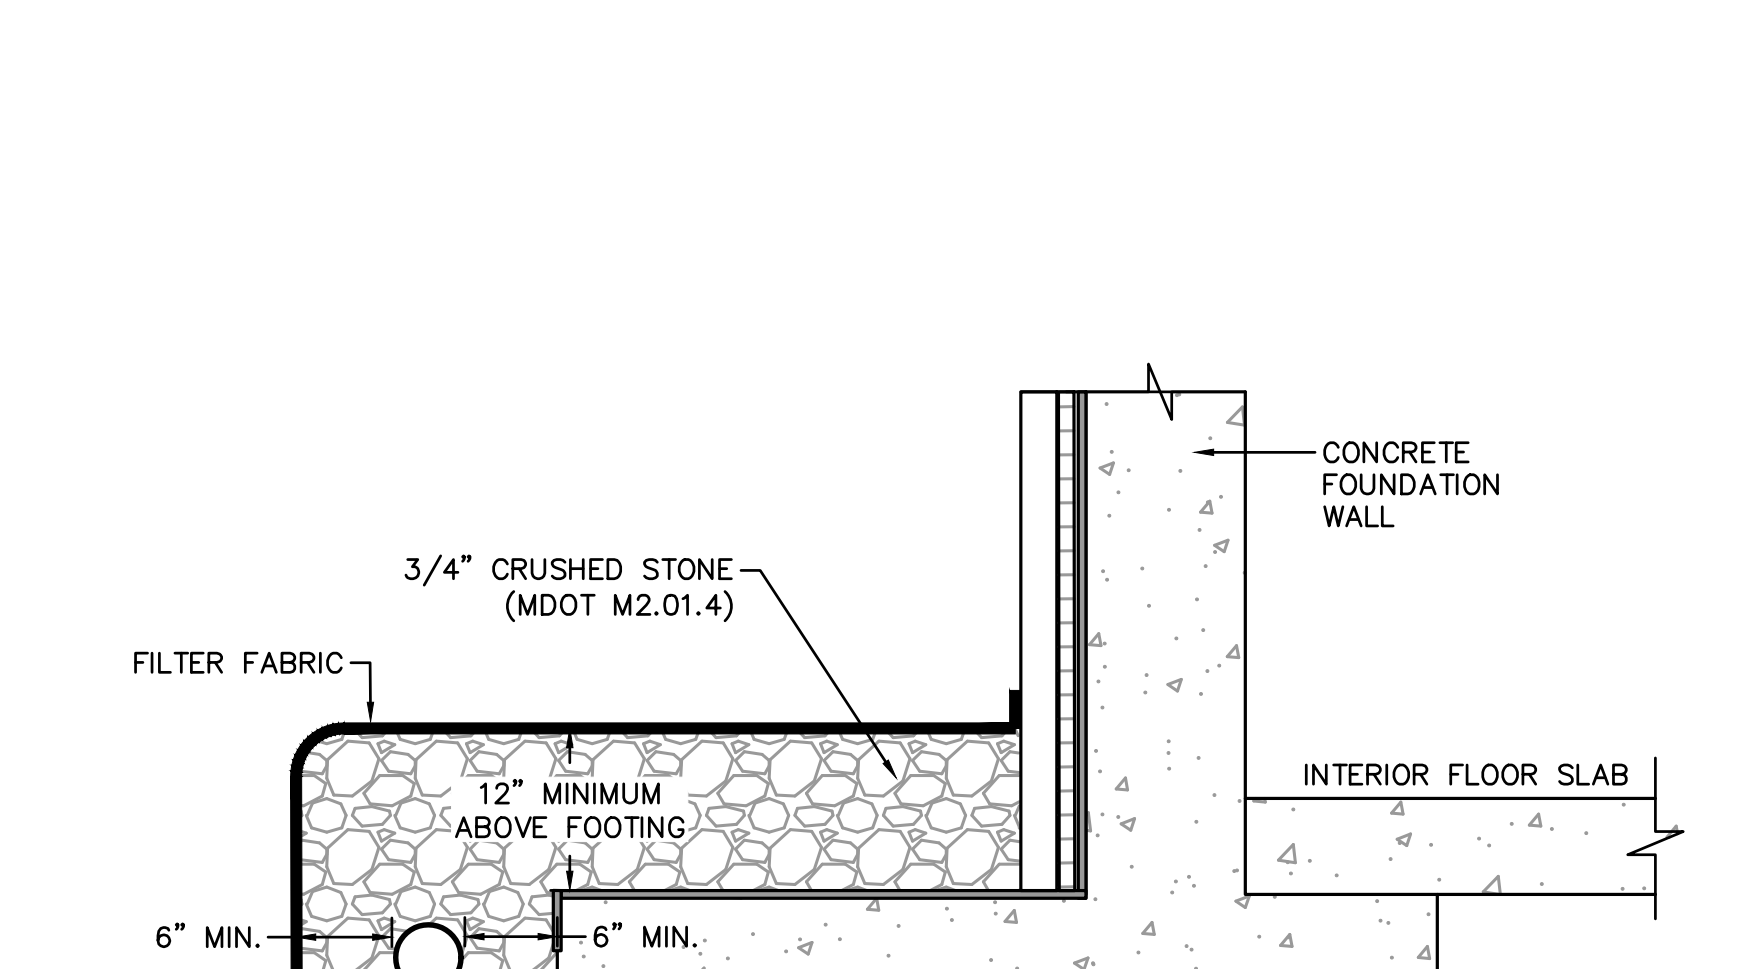 CONCRETE
FOUNDATION
WALL
3/4” CRUSHED STONE
(MDOT M2.01.4)
FILTER FABRIC
INTERIOR FLOOR SLAB
12” MINIMUM
ABOVE FOOTING
6” MIN.
6” MIN.